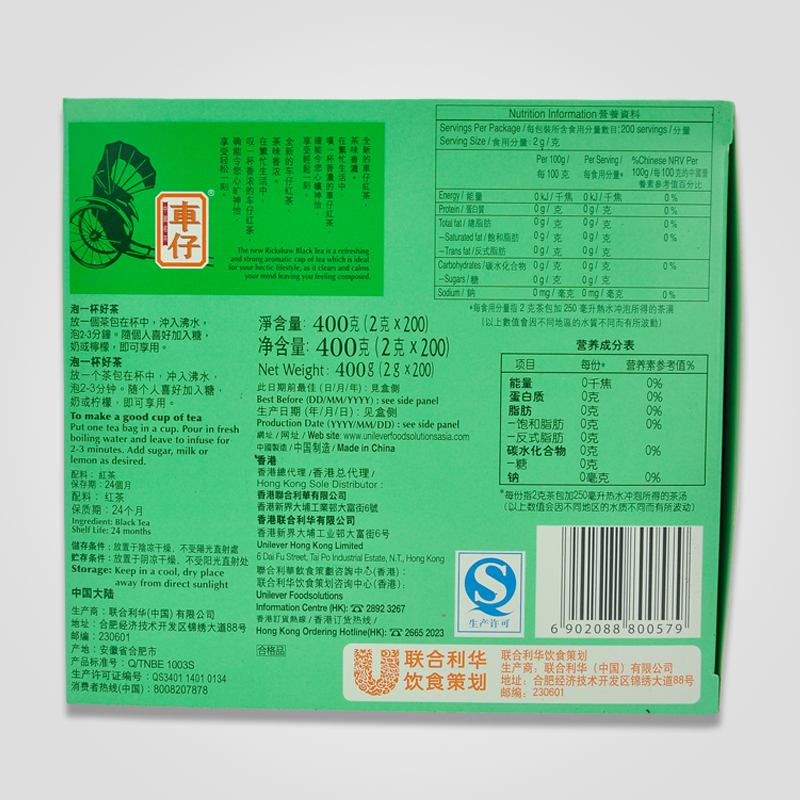 全新的車仔紅茶，
茶味香濃。
在繁忙生活中，
嘆一杯香濃的車仔紅茶，
確能令您心曠神怡，
享受輕鬆一刻。
全新的车仔红茶，
茶味香浓。
在繁忙生活中，
叹一杯香浓的车仔红茶，
确能令您心旷神怡，
享受轻松一刻。
車仔
®
The new Rickshaw Black Tea is a refreshing
and strong aromatic cup of tea which is ideal
for your hectic lifestyle, as it clears and calms
your mind leaving you feeling composed.
泡一杯好茶
放一個茶包在杯中，沖入沸水，
泡2-3分鐘。隨個人喜好加入糖，
奶或檸檬，即可享用。
泡一杯好茶
放一个茶包在杯中，冲入沸水，
泡2-3分钟。随个人喜好加入糖，
奶或柠檬，即可享用。
To make a good cup of tea
Put one tea bag in a cup. Pour in fresh
boiling water and leave to infuse for
2-3 minutes. Add sugar, milk or
lemon as desired.
配料：紅茶
保存期：24個月
配料：红茶
保质期：24个月
Ingredient: Black Tea
Shelf Life: 24 months
儲存條件：放置于陰涼干燥，不受陽光直射處
贮存条件：放置于阴凉干燥，不受阳光直射处
Storage: Keep in a cool, dry place
away from direct sunlight
中国大陆
生产商：联合利华(中国)有限公司
地址：合肥经济技术开发区锦绣大道88号
邮编：230601
产地：安徽省合肥市
产品标准号：Q/TNBE 1003S
生产许可证编号：QS3401 1401 0134
消费者热线(中国)：8008207878
淨含量: 400克(2克×200)
净含量: 400克(2克×200)
Net Weight: 400g (2g×200)
此日期前最佳（日/月/年）: 見盒側
Best Before (DD/MM/YYYY) : see side panel
生产日期（年/月/日）: 见盒侧
Production Date (YYYY/MM/DD) : see side panel
網址 / 网址 / Web site: www.unileverfoodsolutionsasia.com
中國製造 / 中国制造 / Made in China
香港
香港總代理 / 香港总代理 /
Hong Kong Sole Distributor :
香港聯合利華有限公司
香港新界大埔工業邨大富街6號
香港联合利华有限公司
香港新界大埔工业邨大富街6号
Unilever Hong Kong Limited
6 Dai Fu Street, Tai Po Industrial Estate, N.T., Hong Kong
聯合利華飲食策劃咨詢中心(香港) :
联合利华饮食策划咨询中心(香港) :
Unilever Foodsolutions
Information Centre (HK): ☎ 2892 3267
香港訂貨熱線 / 香港订货热线 /
Hong Kong Ordering Hotline(HK): ☎ 2665 2023
合格品
Nutrition Information 營養資料
Servings Per Package / 每包裝所含食用分量數目: 200 servings / 分量
Serving Size / 食用分量: 2g / 克
Per 100g / Per Serving / %Chinese NRV Per
每 100 克 每食用分量* 100g / 每100克的中國營
養素參考值百分比
Energy / 能量 0 kJ / 千焦 0 kJ / 千焦 0 %
Protein / 蛋白質 0 g / 克 0 g / 克 0 %
Total fat / 總脂肪 0 g / 克 0 g / 克 0 %
–Saturated fat / 飽和脂肪 0 g / 克 0 g / 克 0 %
–Trans fat / 反式脂肪 0 g / 克 0 g / 克
Carbohydrates / 碳水化合物 0 g / 克 0 g / 克 0 %
–Sugars / 糖 0 g / 克 0 g / 克
Sodium / 鈉 0 mg / 毫克 0 mg / 毫克 0 %
*每食用分量指 2 克茶包加 250 毫升熱水沖泡所得的茶湯
(以上數值會因不同地區的水質不同而有所波動)
营养成分表
项目 每份* 营养素参考值%
能量 0千焦 0%
蛋白质 0克 0%
脂肪 0克 0%
–饱和脂肪 0克 0%
–反式脂肪 0克
碳水化合物 0克 0%
–糖 0克
钠 0毫克 0%
*每份指2克茶包加250毫升热水冲泡所得的茶汤
(以上数值会因不同地区的水质不同而有所波动)
QS
生产许可
6 902088 800579
联合利华
饮食策划
联合利华饮食策划
生产商：联合利华（中国）有限公司
地址：合肥经济技术开发区锦绣大道88号
邮编：230601